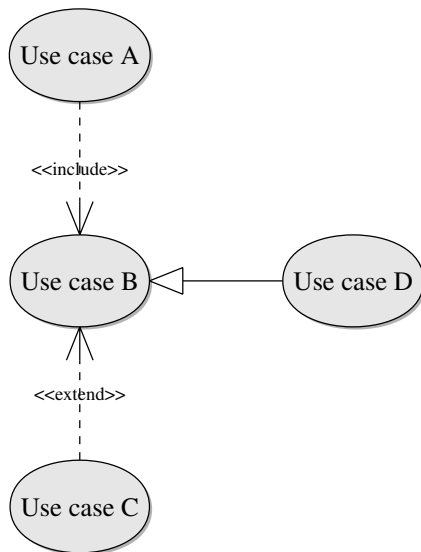 Use case A
<<include>>
Use case B
Use case D
<<extend>>
Use case C